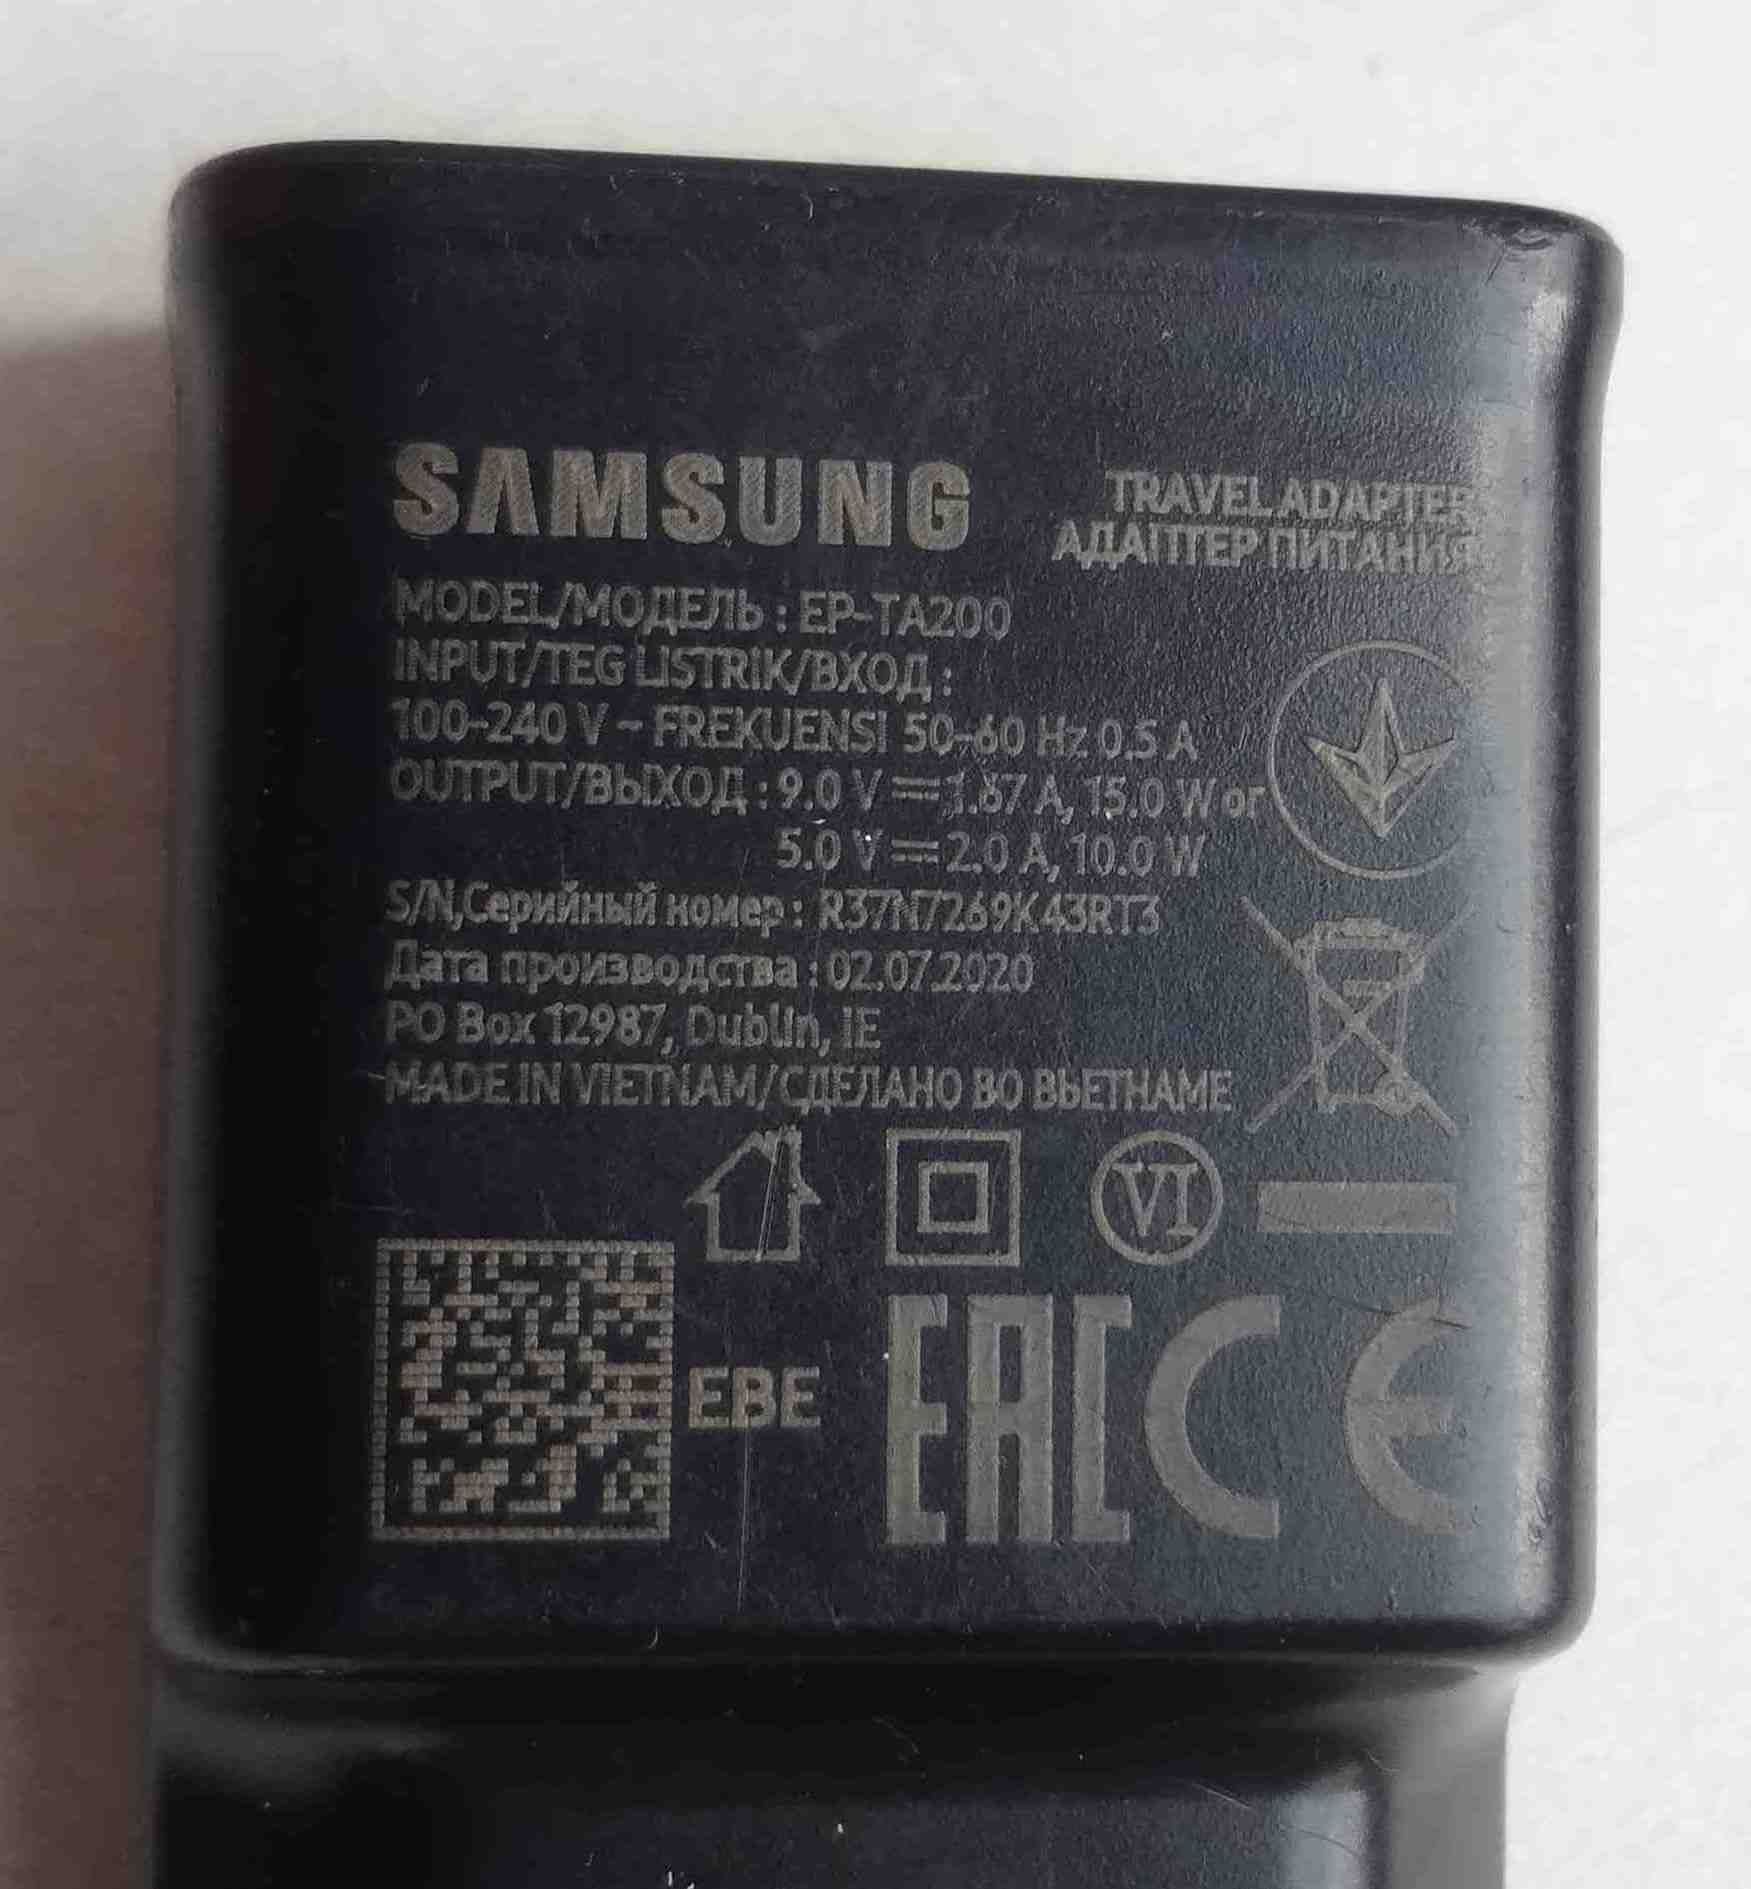 SAMSUNG
TRAVEL ADAPTER
АДАПТЕР ПИТАНИЯ
MODEL/МОДЕЛЬ : EP-TA200
INPUT/TEG LISTRIK/ВХОД :
100-240 V ~ FREKUENSI 50-60 Hz 0.5 A
OUTPUT/ВЫХОД : 9.0 V ⎓ 1.67 A, 15.0 W or
5.0 V ⎓ 2.0 A, 10.0 W
S/N,Серийный номер : R37N7269K43RT3
Дата производства : 02.07.2020
PO Box 12987, Dublin, IE
MADE IN VIETNAM/СДЕЛАНО ВО ВЬЕТНАМЕ
VI
EBE
EAC CE